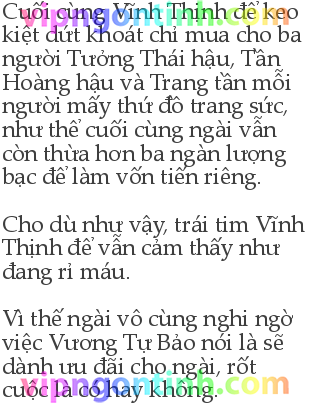 vipngontinh.com
Cuối cùng Vĩnh Thịnh đế keo
kiệt dứt khoát chỉ mua cho ba
người Tưởng Thái hậu, Tân
Hoàng hậu và Trang tần mỗi
người mấy thứ đồ trang sức,
như thế cuối cùng ngài vẫn
còn thừa hơn ba ngàn lượng
bạc để làm vốn tiền riêng.
Cho dù như vậy, trái tim Vĩnh
Thịnh đế vẫn cảm thấy như
đang rỉ máu.
Vì thế ngài vô cùng nghi ngờ
việc Vương Tự Bảo nói là sẽ
dành ưu đãi cho ngài, rốt
cuộc là có hay không.
vipngontinh.com